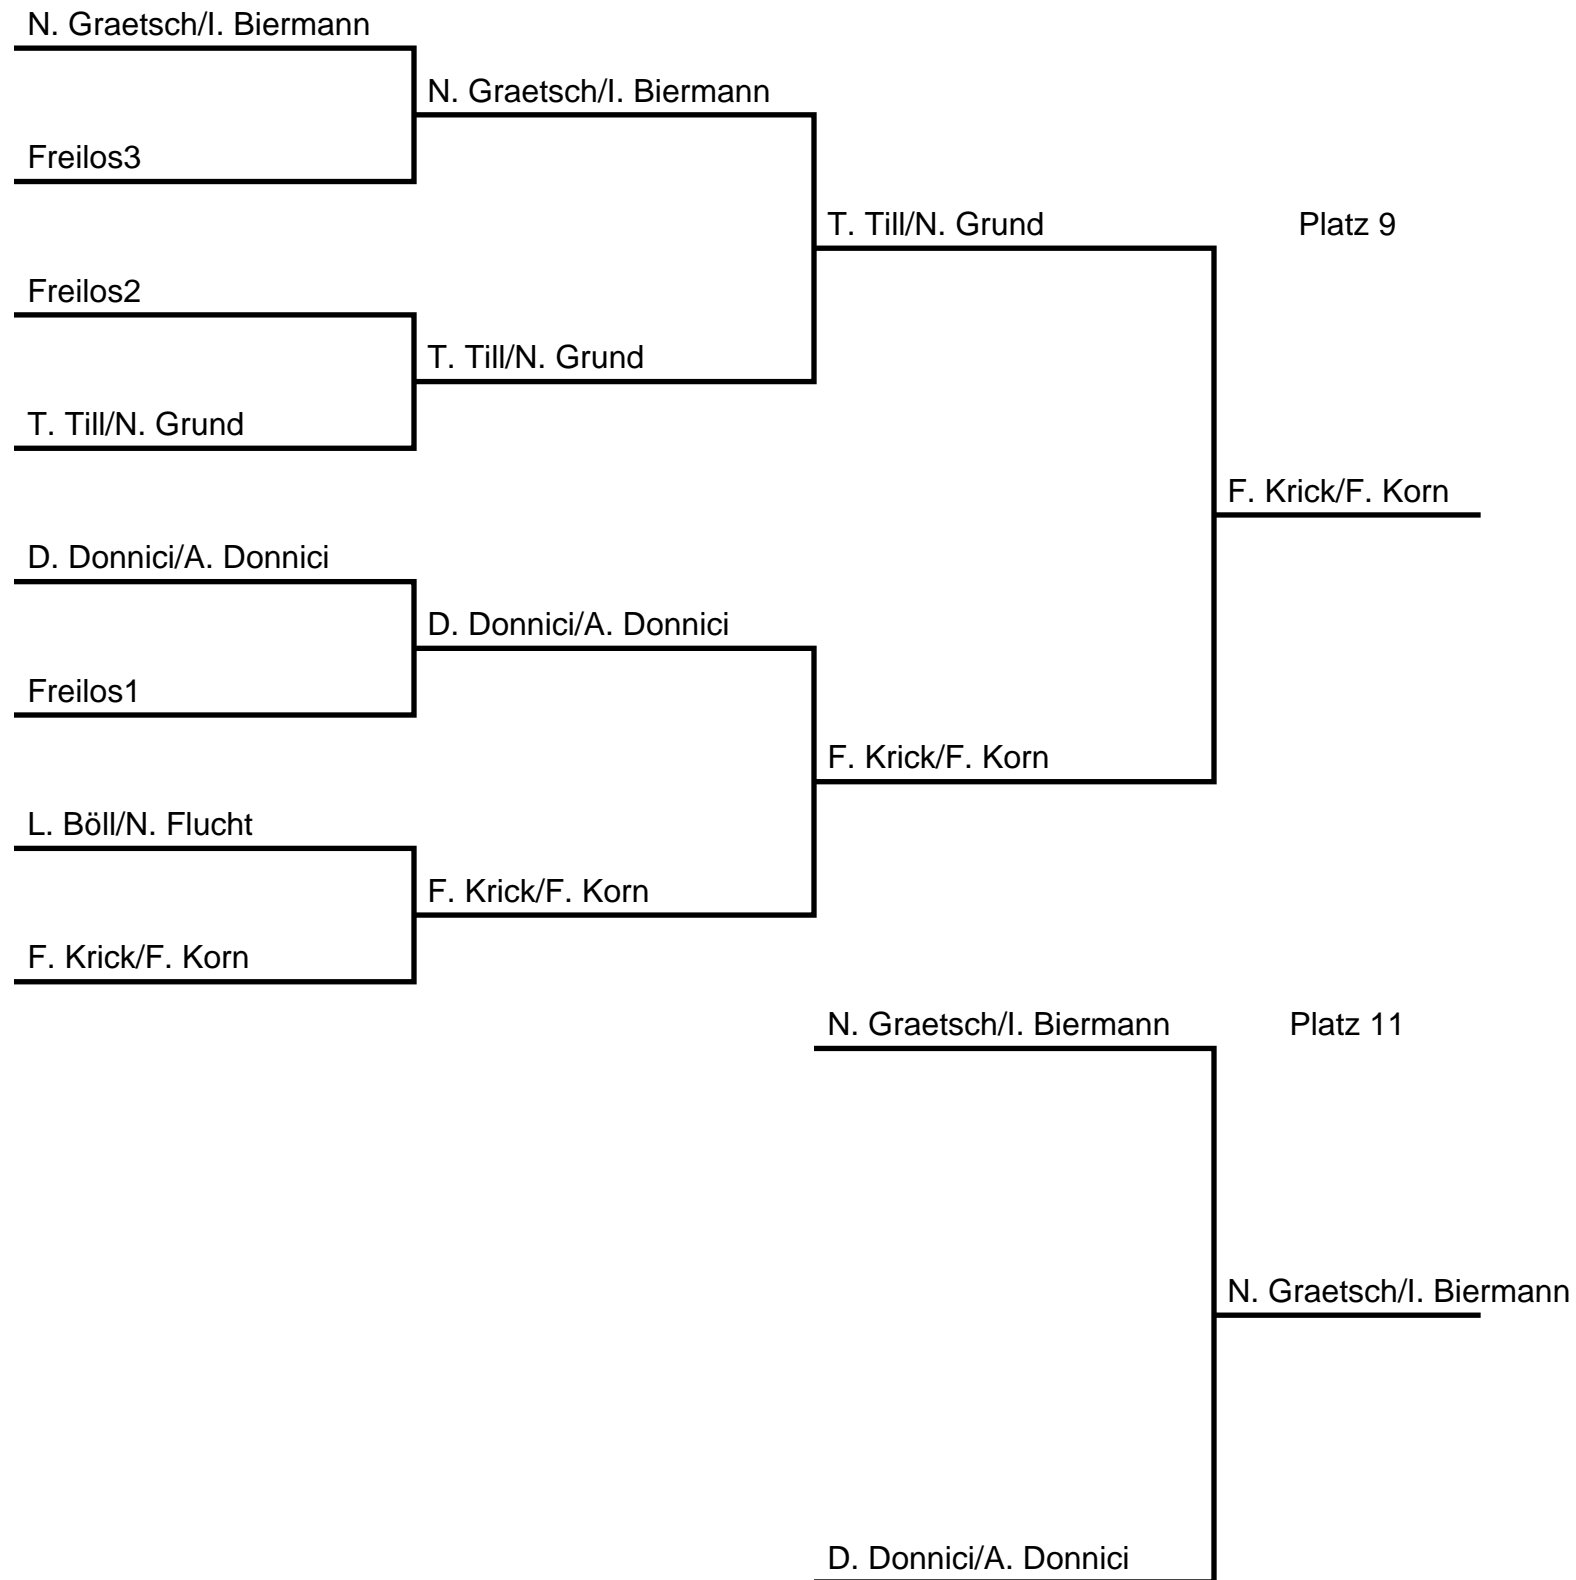 N. Graetsch/I. Biermann
N. Graetsch/I. Biermann
Freilos3
T. Till/N. Grund
Platz 9
Freilos2
T. Till/N. Grund
T. Till/N. Grund
F. Krick/F. Korn
D. Donnici/A. Donnici
D. Donnici/A. Donnici
Freilos1
F. Krick/F. Korn
L. Böll/N. Flucht
F. Krick/F. Korn
F. Krick/F. Korn
N. Graetsch/I. Biermann
Platz 11
N. Graetsch/I. Biermann
D. Donnici/A. Donnici